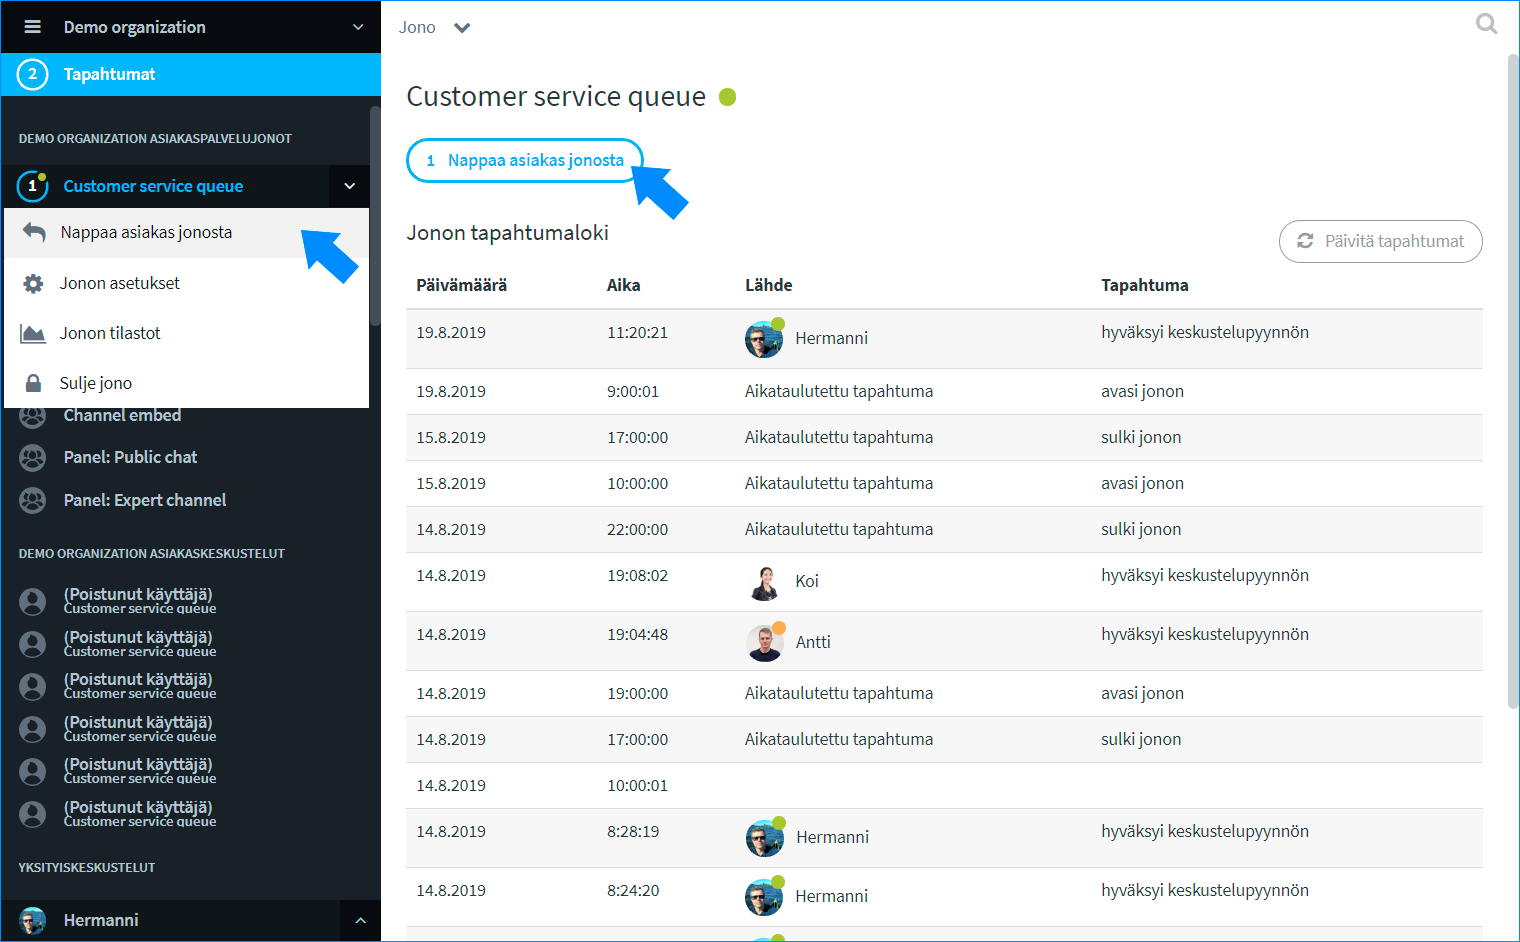 Demo organization
2 Tapahtumat
DEMO ORGANIZATION ASIAKASPALVELUJONOT
1 Customer service queue
Nappaa asiakas jonosta
Jonon asetukset
Jonon tilastot
Sulje jono
Channel embed
Panel: Public chat
Panel: Expert channel
DEMO ORGANIZATION ASIAKASKESKUSTELUT
(Poistunut käyttäjä)
Customer service queue
(Poistunut käyttäjä)
Customer service queue
(Poistunut käyttäjä)
Customer service queue
(Poistunut käyttäjä)
Customer service queue
(Poistunut käyttäjä)
Customer service queue
(Poistunut käyttäjä)
Customer service queue
YKSITYISKESKUSTELUT
Hermanni
Jono
Customer service queue
1 Nappaa asiakas jonosta
Jonon tapahtumaloki
Päivitä tapahtumat
Päivämäärä Aika Lähde Tapahtuma
19.8.2019 11:20:21 Hermanni hyväksyi keskustelupyynnön
19.8.2019 9:00:01 Aikataulutettu tapahtuma avasi jonon
15.8.2019 17:00:00 Aikataulutettu tapahtuma sulki jonon
15.8.2019 10:00:00 Aikataulutettu tapahtuma avasi jonon
14.8.2019 22:00:00 Aikataulutettu tapahtuma sulki jonon
14.8.2019 19:08:02 Koi hyväksyi keskustelupyynnön
14.8.2019 19:04:48 Antti hyväksyi keskustelupyynnön
14.8.2019 19:00:00 Aikataulutettu tapahtuma avasi jonon
14.8.2019 17:00:00 Aikataulutettu tapahtuma sulki jonon
14.8.2019 10:00:01
14.8.2019 8:28:19 Hermanni hyväksyi keskustelupyynnön
14.8.2019 8:24:20 Hermanni hyväksyi keskustelupyynnön